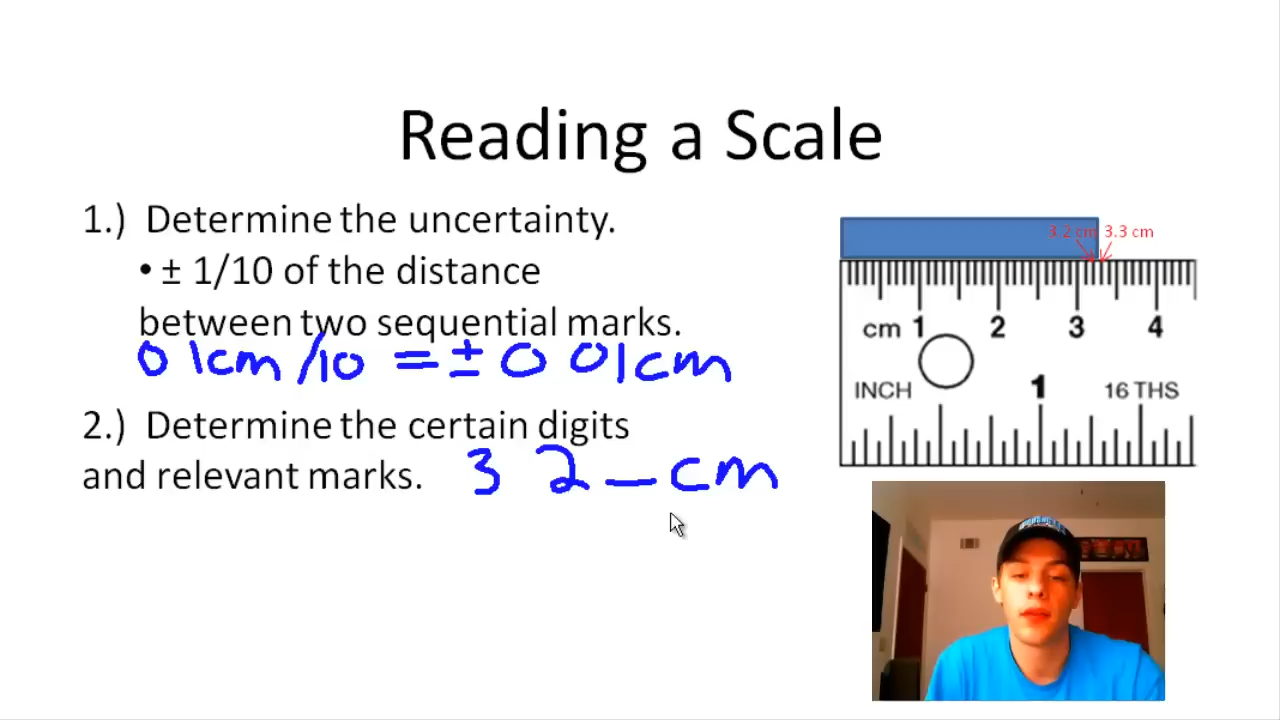 Reading a Scale
1.) Determine the uncertainty.
• ± 1/10 of the distance
between two sequential marks.
0 1cm /10 = ± 0 01cm
2.) Determine the certain digits
and relevant marks. 3 2 _ cm
3.2 cm 3.3 cm
cm 1 2 3 4
INCH 1 16 THS